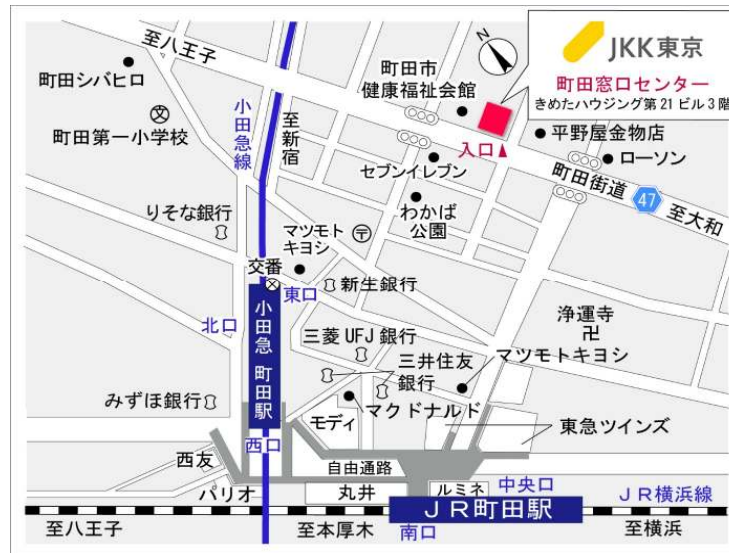 JKK東京
町田窓口センター
きめたハウジング第21ビル3階
至八王子
N
町田シバヒロ
町田市
健康福祉会館
文
町田第一小学校
小田急線
至新宿
入口
平野屋金物店
ローソン
セブンイレブン
町田街道
47
至大和
わかば
公園
りそな銀行
マツモト
キヨシ
〒
交番
東口
新生銀行
小田急 町田駅
北口
浄運寺
卍
三菱UFJ銀行
三井住友
銀行
マツモトキヨシ
みずほ銀行
マクドナルド
モディ
東急ツインズ
西口
西友
自由通路
パリオ
丸井
ルミネ
中央口
JR横浜線
JR町田駅
至八王子
至本厚木
南口
至横浜